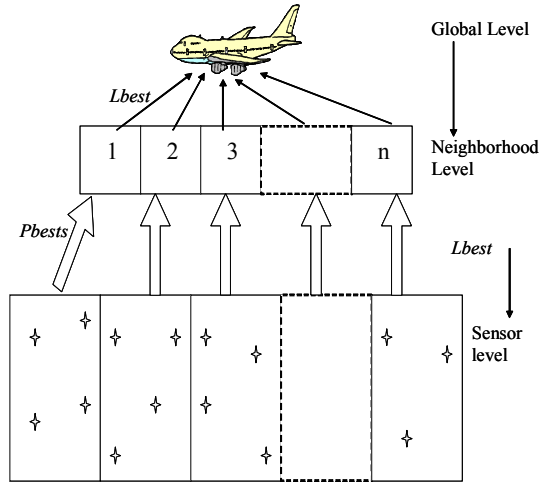 Global Level
Lbest
1 2 3 n
Neighborhood
Level
Pbests
Lbest
Sensor
level